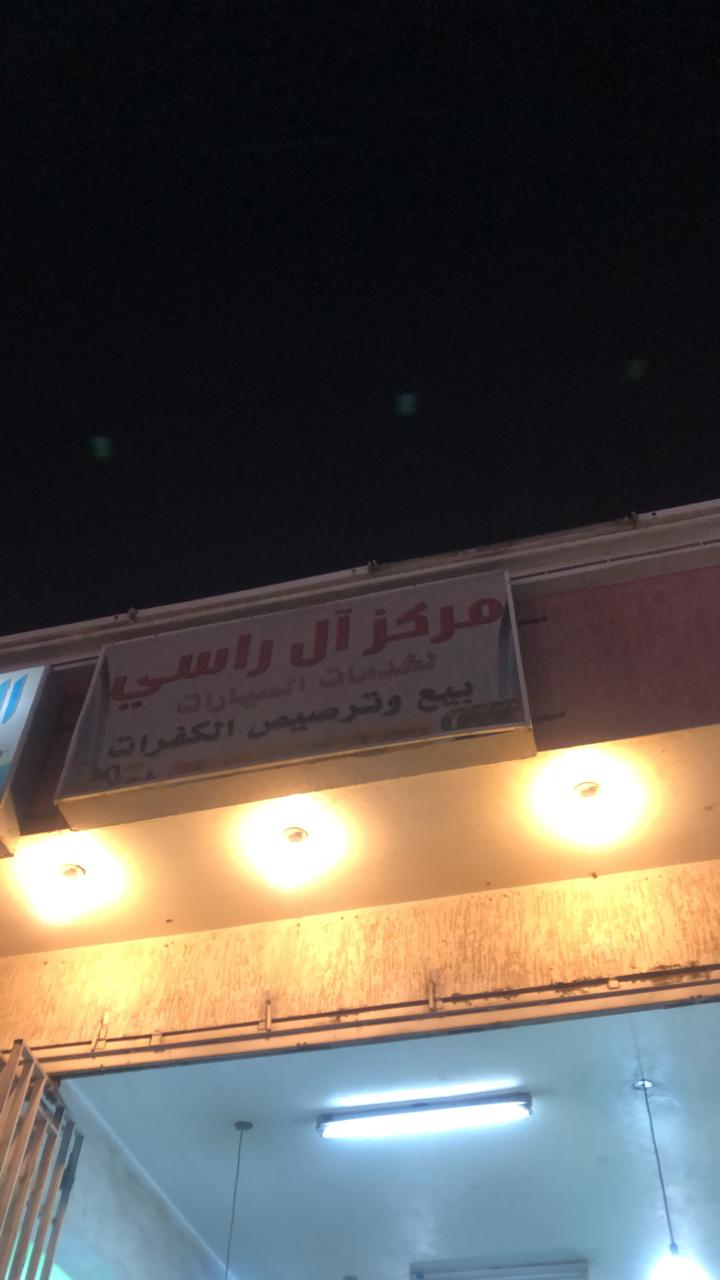 مركز آل راسي
لخدمات السيارات
بيع وترصيص الكفرات